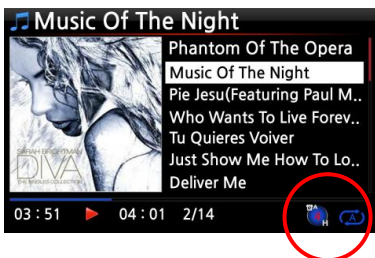 Music Of The Night
Phantom Of The Opera
Music Of The Night
Pie Jesu(Featuring Paul M..
Who Wants To Live Forev..
Tu Quieres Voiver
Just Show Me How To Lo..
Deliver Me
SARAH BRIGHTMAN
DIVA
THE SINGLES COLLECTION
03 : 51 04 : 01 2/14
A
H
A